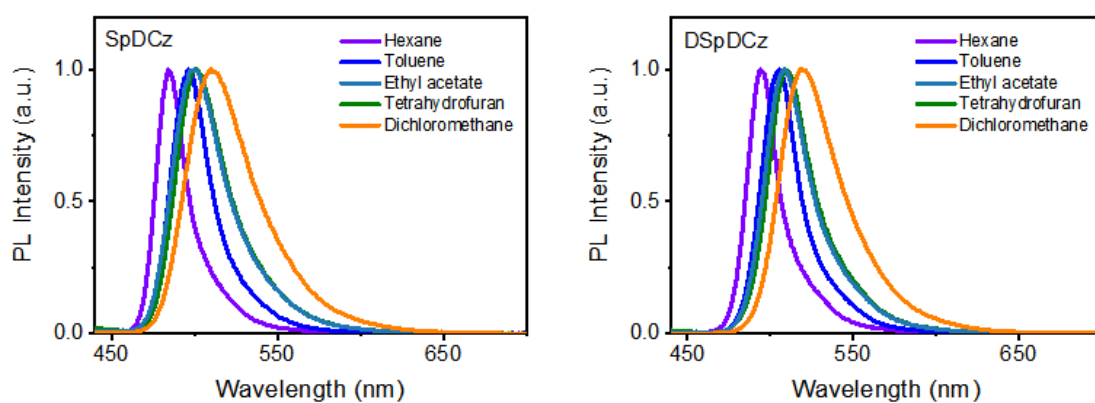 SpDCz
Hexane
Toluene
Ethyl acetate
Tetrahydrofuran
Dichloromethane
1.0
0.5
0.0
PL Intensity (a.u.)
450 550 650
Wavelength (nm)
DSpDCz
Hexane
Toluene
Ethyl acetate
Tetrahydrofuran
Dichloromethane
1.0
0.5
0.0
PL Intensity (a.u.)
450 550 650
Wavelength (nm)